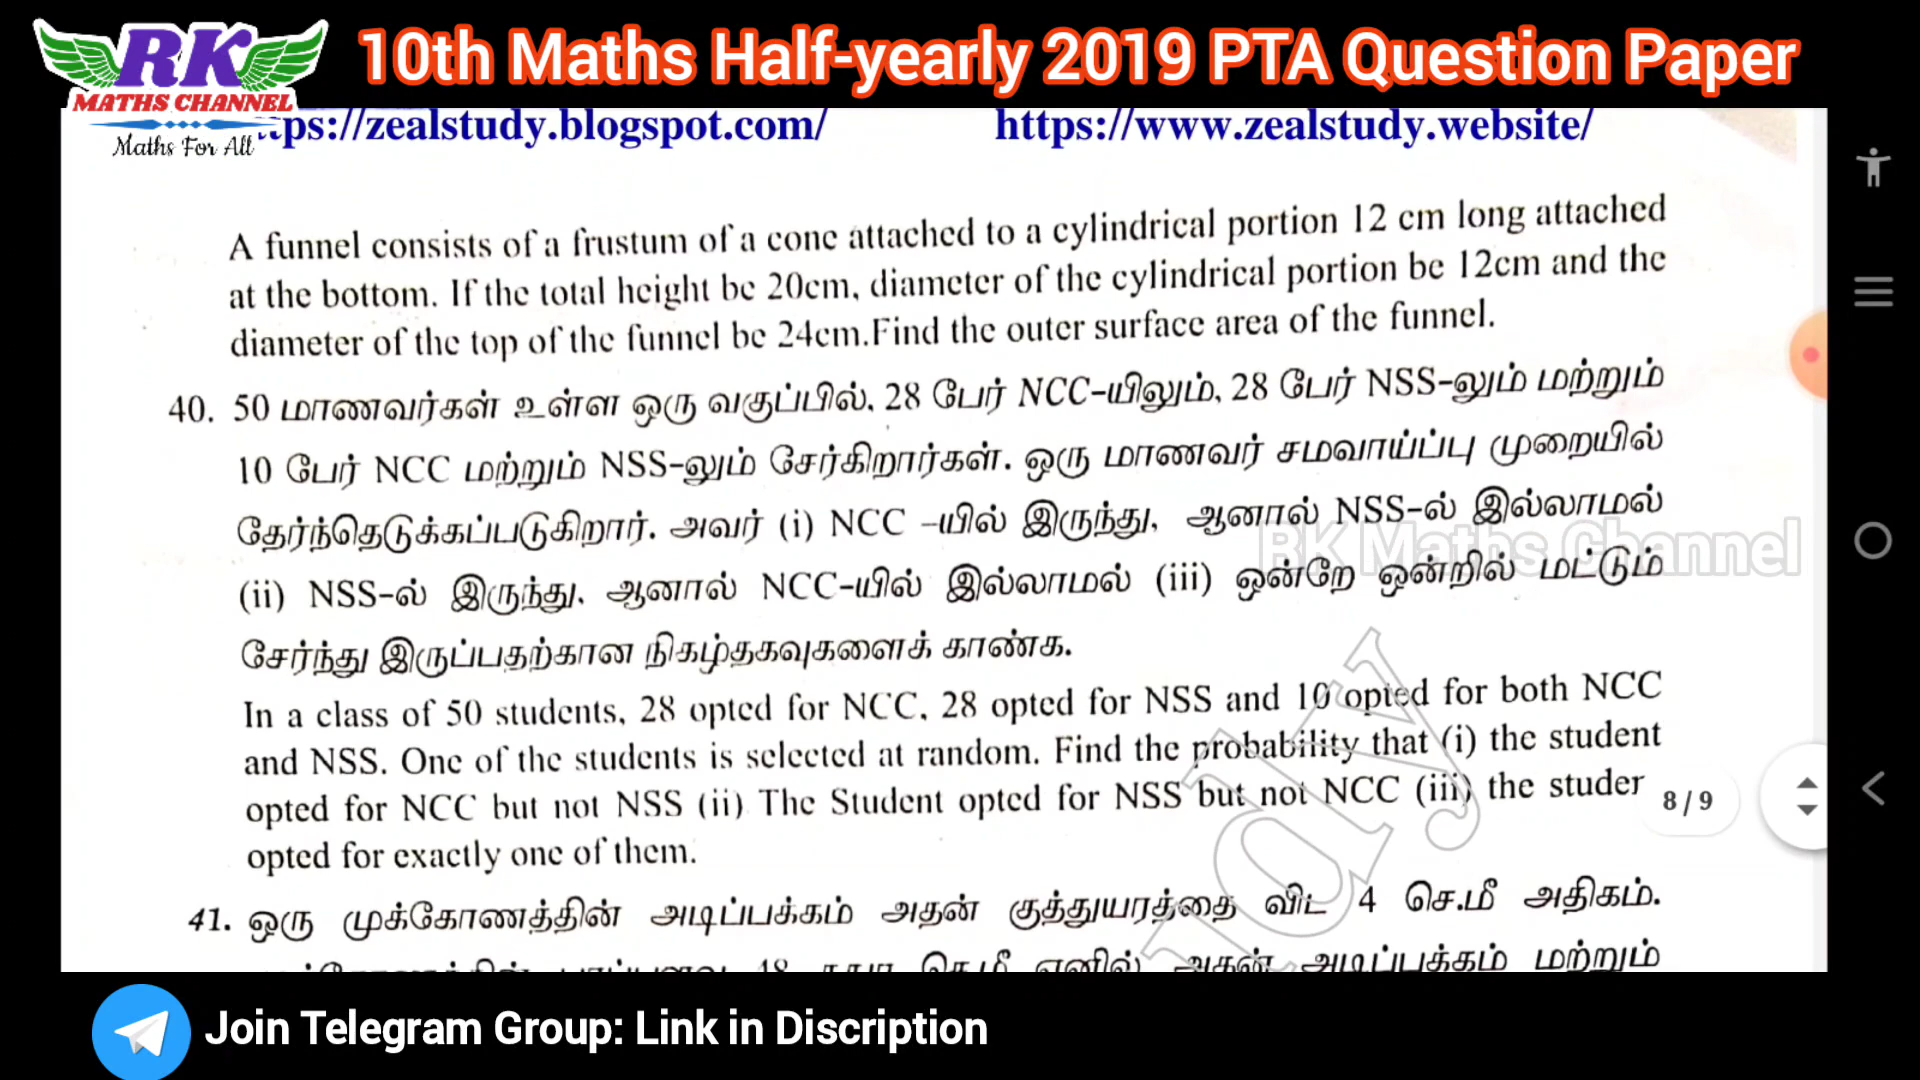 RK
MATHS CHANNEL
Maths For All
10th Maths Half-yearly 2019 PTA Question Paper
ps://zealstudy.blogspot.com/ https://www.zealstudy.website/
A funnel consists of a frustum of a cone attached to a cylindrical portion 12 cm long attached
at the bottom. If the total height be 20cm, diameter of the cylindrical portion be 12cm and the
diameter of the top of the funnel be 24cm.Find the outer surface area of the funnel.
40. 50 மாணவர்கள் உள்ள ஒரு வகுப்பில், 28 பேர் NCC-யிலும், 28 பேர் NSS-லும் மற்றும்
10 பேர் NCC மற்றும் NSS-லும் சேர்கிறார்கள். ஒரு மாணவர் சமவாய்ப்பு முறையில்
தேர்ந்தெடுக்கப்படுகிறார். அவர் (i) NCC –யில் இருந்து, ஆனால் NSS-ல் இல்லாமல்
RK Maths Channel
(ii) NSS-ல் இருந்து, ஆனால் NCC-யில் இல்லாமல் (iii) ஒன்றே ஒன்றில் மட்டும்
சேர்ந்து இருப்பதற்கான நிகழ்தகவுகளைக் காண்க.
In a class of 50 students, 28 opted for NCC, 28 opted for NSS and 10 opted for both NCC
and NSS. One of the students is selected at random. Find the probability that (i) the student
opted for NCC but not NSS (ii) The Student opted for NSS but not NCC (iii) the studer
8/9
opted for exactly one of them.
41. ஒரு முக்கோணத்தின் அடிப்பக்கம் அதன் குத்துயரத்தை விட 4 செ.மீ அதிகம்.
48 செ.மீ எனில் அதன் அடிப்பக்கம் மற்றும்
Join Telegram Group: Link in Discription